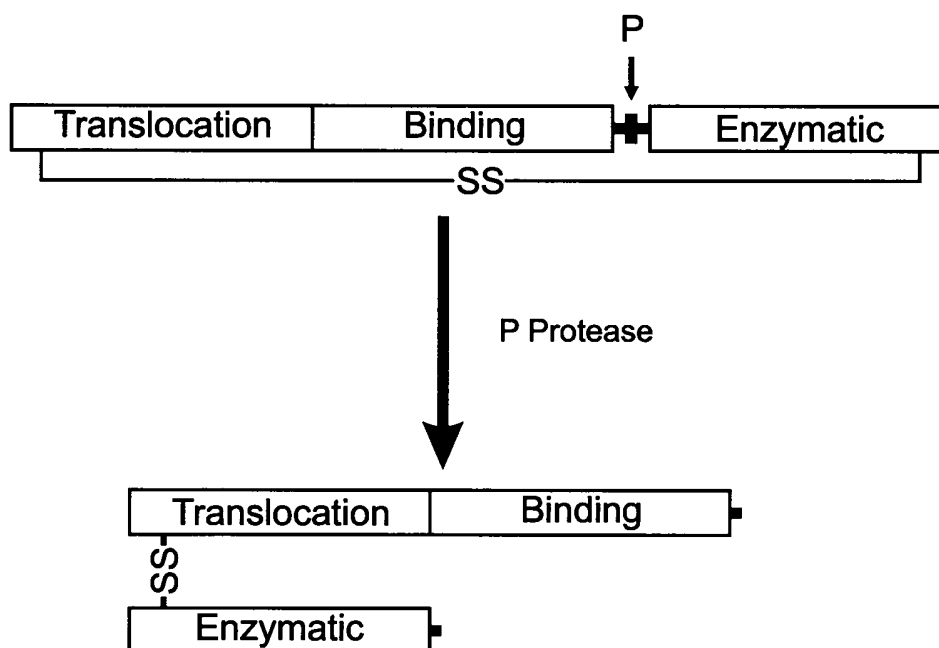 P
Translocation Binding Enzymatic
SS
P Protease
Translocation Binding
SS
Enzymatic